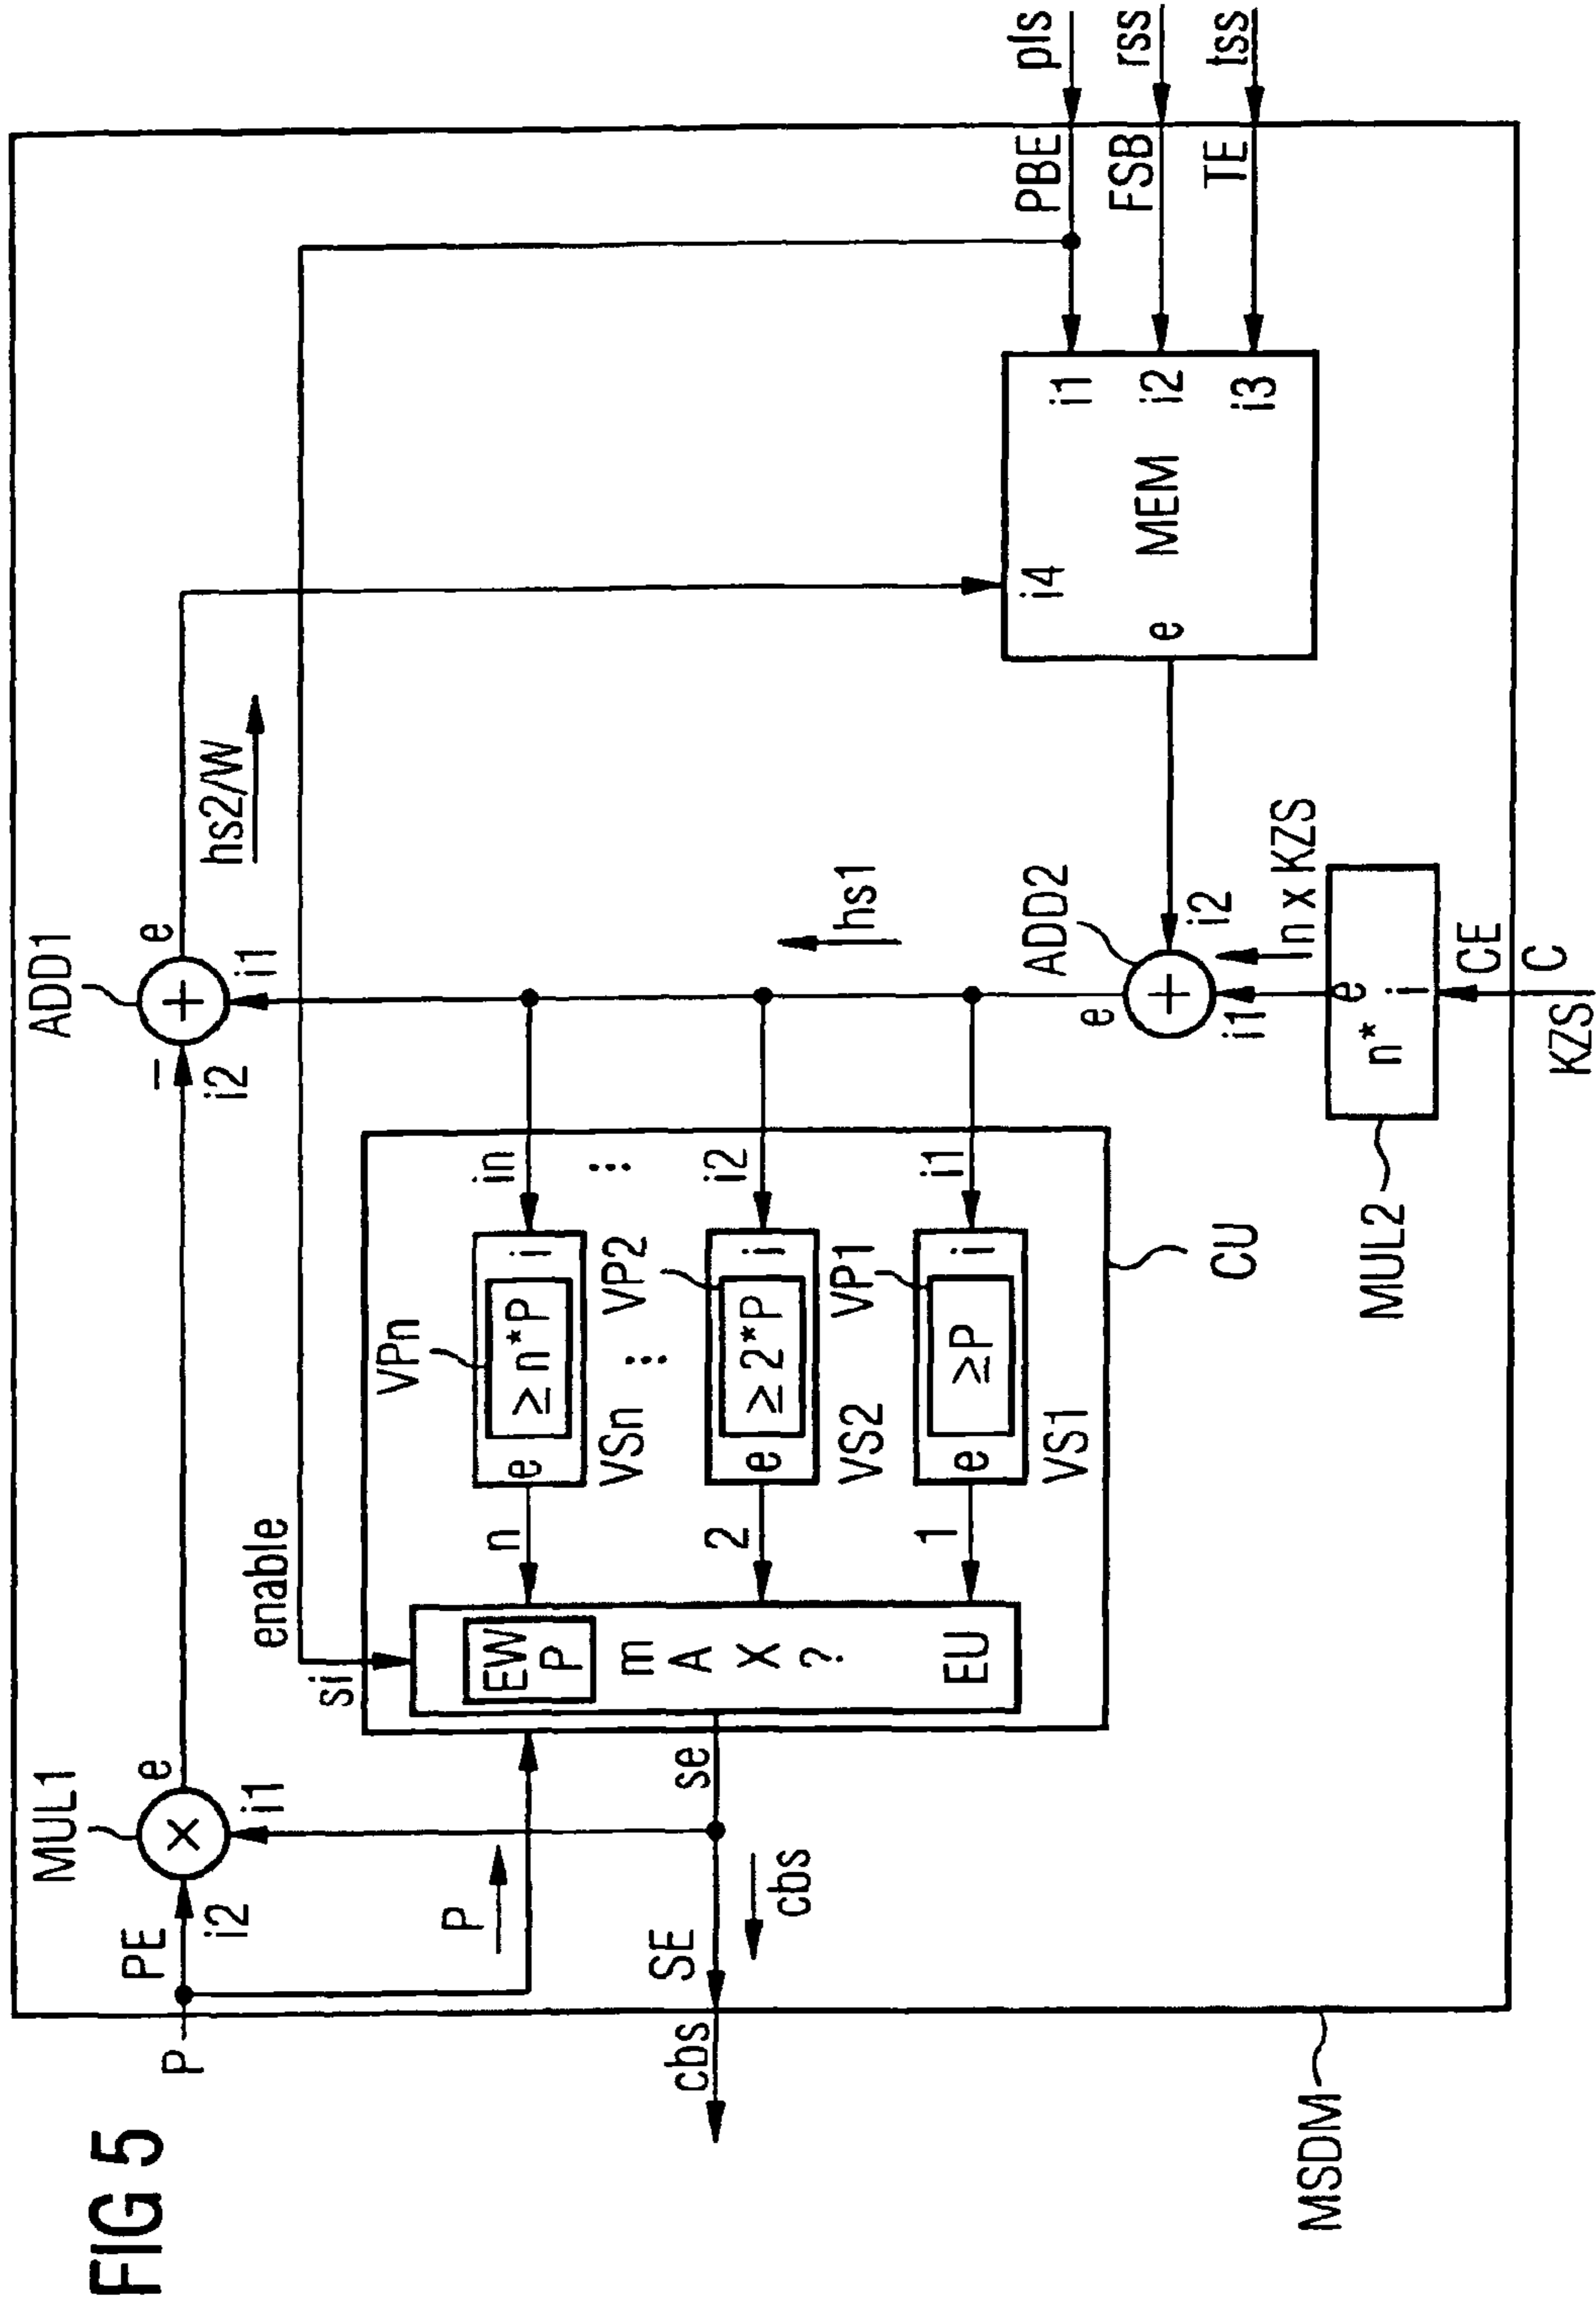 FIG 5
MSDM
P
PE
i2
MUL1
e
i1
P
cbs
SE
cbs
se
si
enable
EW
P
m
A
X
?
EU
n
2
1
VPn
e
≥n*P
i
in
VSn
⋮
VP2
⋮
e
≥2*P
i
i2
VS2
VP1
e
≥P
i
i1
VS1
CU
–
i2
ADD1
e
i1
hs2/W
hs1
ADD2
e
i1
i2
n x KZS
MUL2
n*
e
i
CE
C
KZS
i4
e
MEM
i1
i2
i3
PBE
FSB
TE
pls
rss
tss